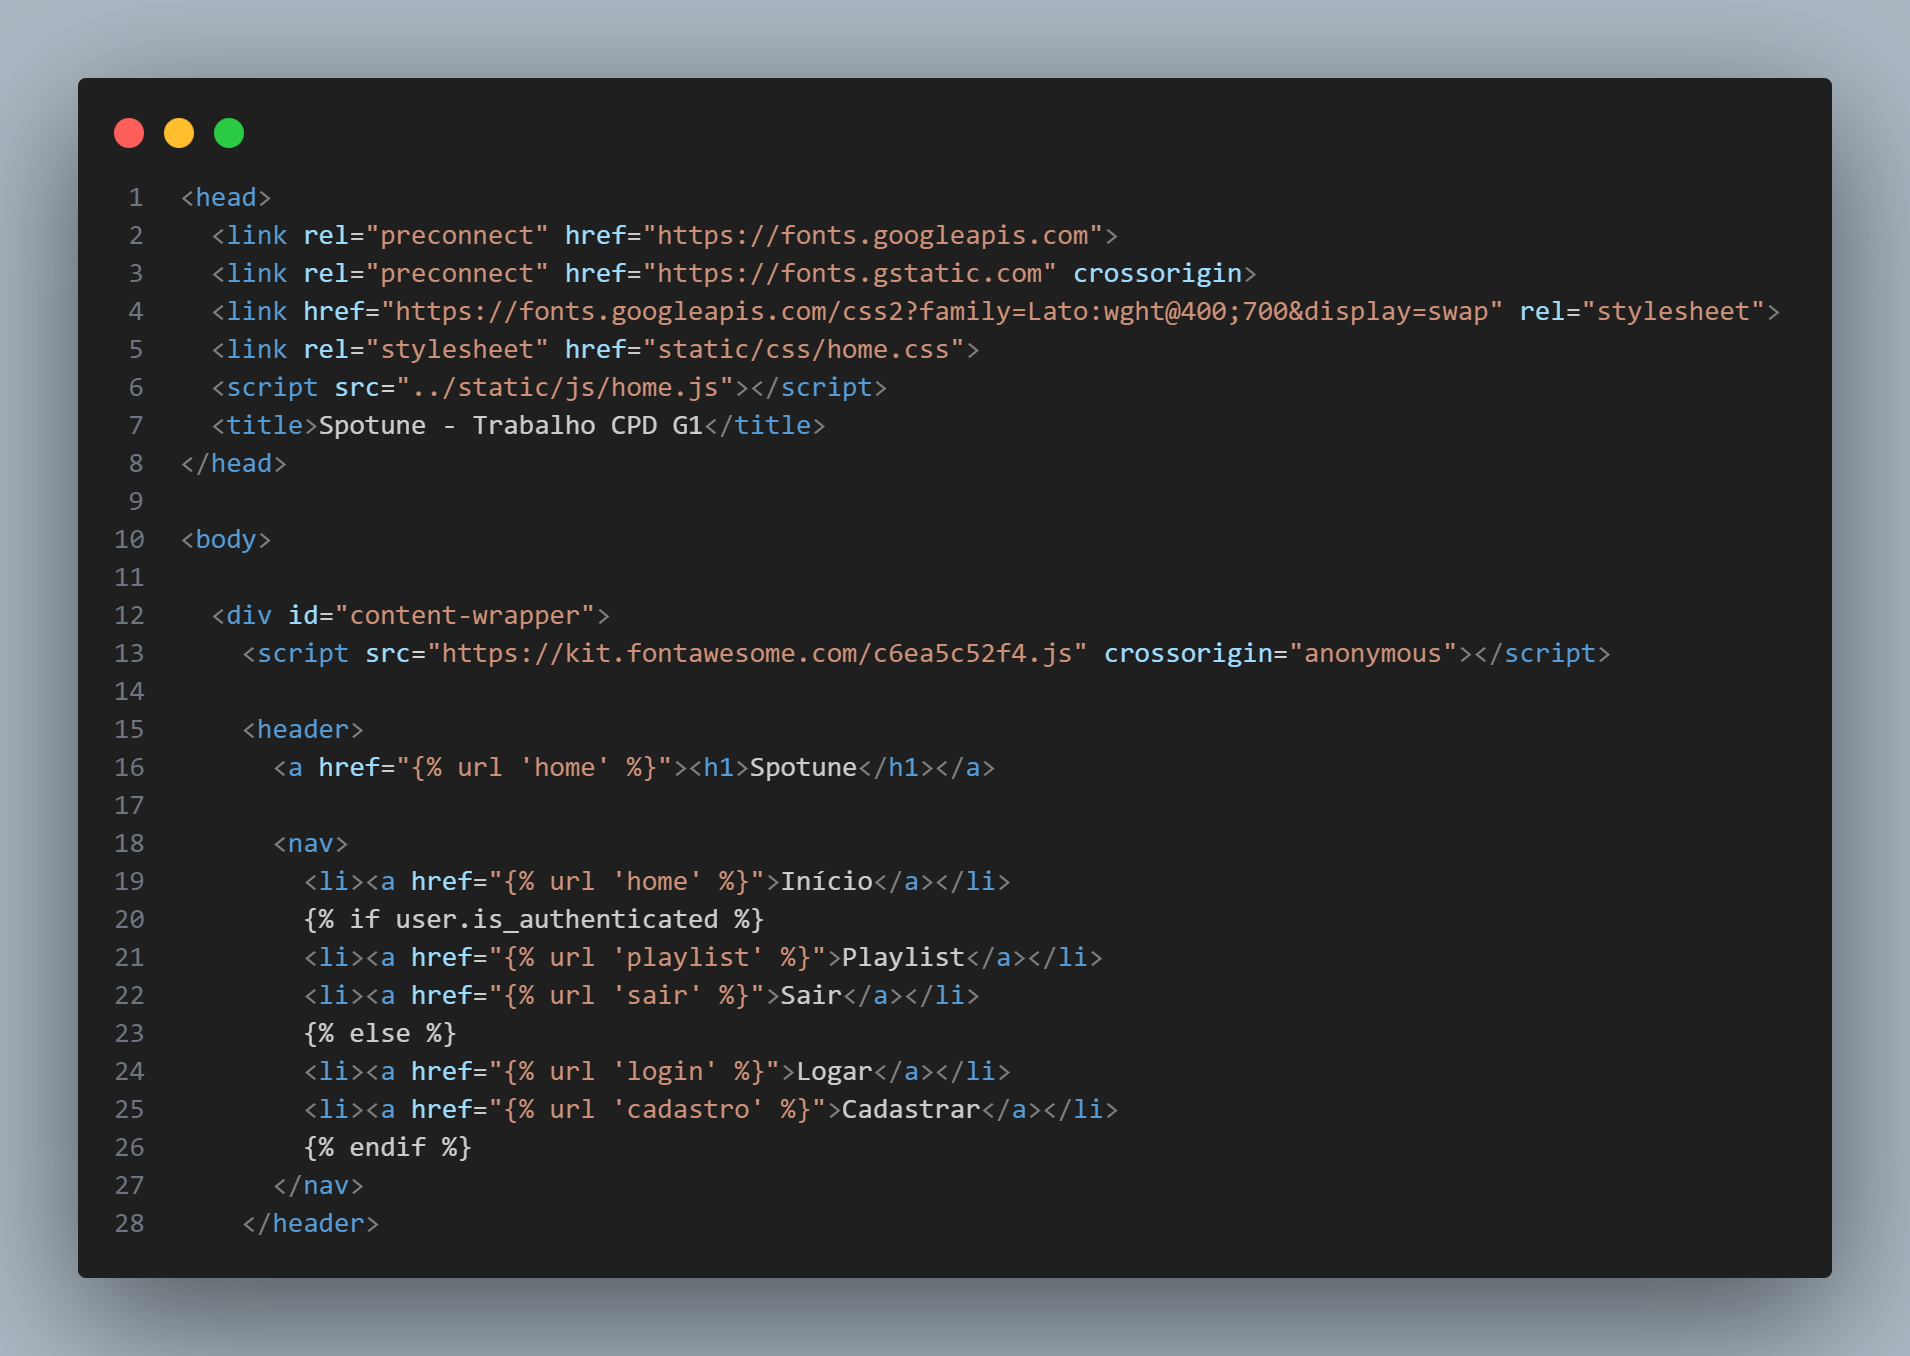 1 <head>
2   <link rel="preconnect" href="https://fonts.googleapis.com">
3   <link rel="preconnect" href="https://fonts.gstatic.com" crossorigin>
4   <link href="https://fonts.googleapis.com/css2?family=Lato:wght@400;700&display=swap" rel="stylesheet">
5   <link rel="stylesheet" href="static/css/home.css">
6   <script src="../static/js/home.js"></script>
7   <title>Spotune - Trabalho CPD G1</title>
8 </head>
9
10 <body>
11
12   <div id="content-wrapper">
13     <script src="https://kit.fontawesome.com/c6ea5c52f4.js" crossorigin="anonymous"></script>
14
15     <header>
16       <a href="{% url 'home' %}"><h1>Spotune</h1></a>
17
18       <nav>
19         <li><a href="{% url 'home' %}">Início</a></li>
20         {% if user.is_authenticated %}
21         <li><a href="{% url 'playlist' %}">Playlist</a></li>
22         <li><a href="{% url 'sair' %}">Sair</a></li>
23         {% else %}
24         <li><a href="{% url 'login' %}">Logar</a></li>
25         <li><a href="{% url 'cadastro' %}">Cadastrar</a></li>
26         {% endif %}
27       </nav>
28     </header>